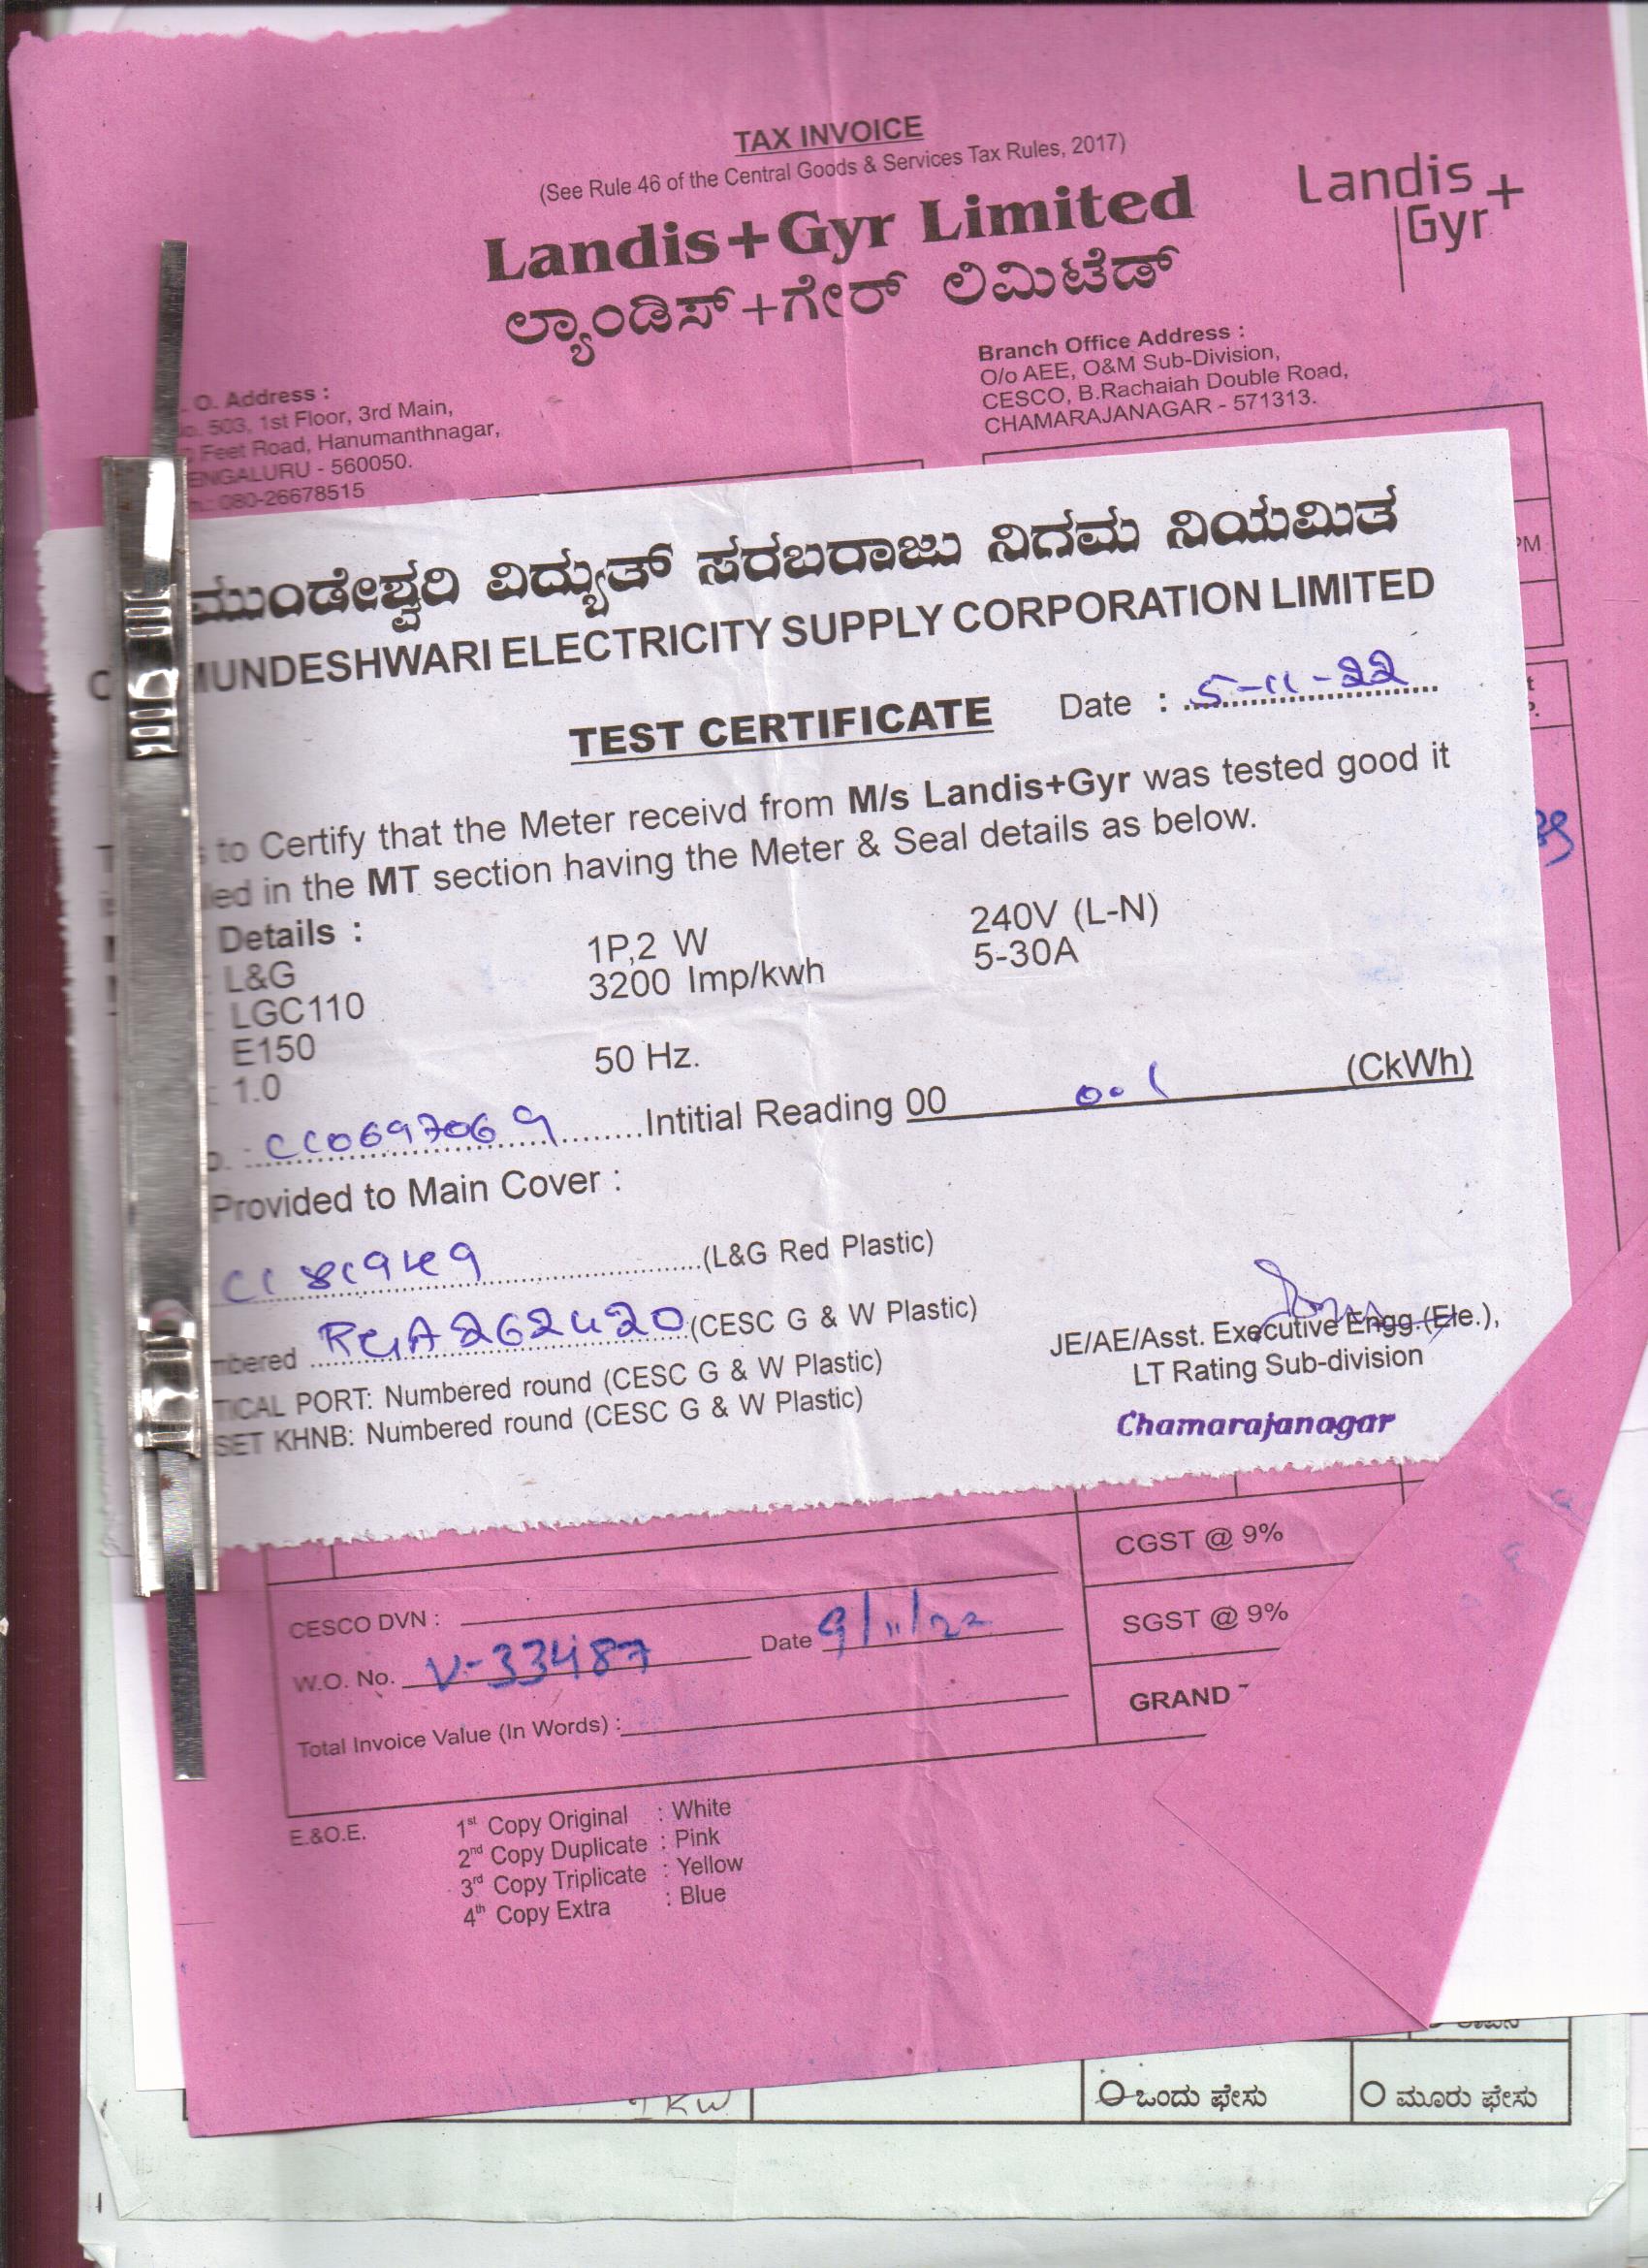 TAX INVOICE
(See Rule 46 of the Central Goods & Services Tax Rules, 2017)
Landis+Gyr Limited
ಲ್ಯಾಂಡಿಸ್+ಗೇರ್ ಲಿಮಿಟೆಡ್
Landis
Gyr+
O. Address :
503, 1st Floor, 3rd Main,
Feet Road, Hanumanthnagar,
ENGALURU - 560050.
080-26678515
Branch Office Address :
O/o AEE, O&M Sub-Division,
CESCO, B.Rachaiah Double Road,
CHAMARAJANAGAR - 571313.
PM
ಮುಂಡೇಶ್ವರಿ ವಿದ್ಯುತ್ ಸರಬರಾಜು ನಿಗಮ ನಿಯಮಿತ
MUNDESHWARI ELECTRICITY SUPPLY CORPORATION LIMITED
TEST CERTIFICATE Date : 5-11-22
to Certify that the Meter receivd from M/s Landis+Gyr was tested good it
ed in the MT section having the Meter & Seal details as below.
Details :
L&G 1P,2 W 240V (L-N)
LGC110 3200 Imp/kwh 5-30A
E150
: 1.0 50 Hz.
CC0697069 Intitial Reading 00 0.1 (CkWh)
Provided to Main Cover :
CC81949 (L&G Red Plastic)
mbered RGA262420 (CESC G & W Plastic)
TICAL PORT: Numbered round (CESC G & W Plastic)
SET KHNB: Numbered round (CESC G & W Plastic)
JE/AE/Asst. Executive Engg.(Ele.),
LT Rating Sub-division
Chamarajanagar
CGST @ 9%
SGST @ 9%
GRAND
CESCO DVN :
W.O. No. V-33487 Date 9/11/22
Total Invoice Value (In Words) :
E.&O.E.
1st Copy Original : White
2nd Copy Duplicate : Pink
3rd Copy Triplicate : Yellow
4th Copy Extra : Blue
KW
ಒಂದು ಫೇಸು
ಮೂರು ಫೇಸು